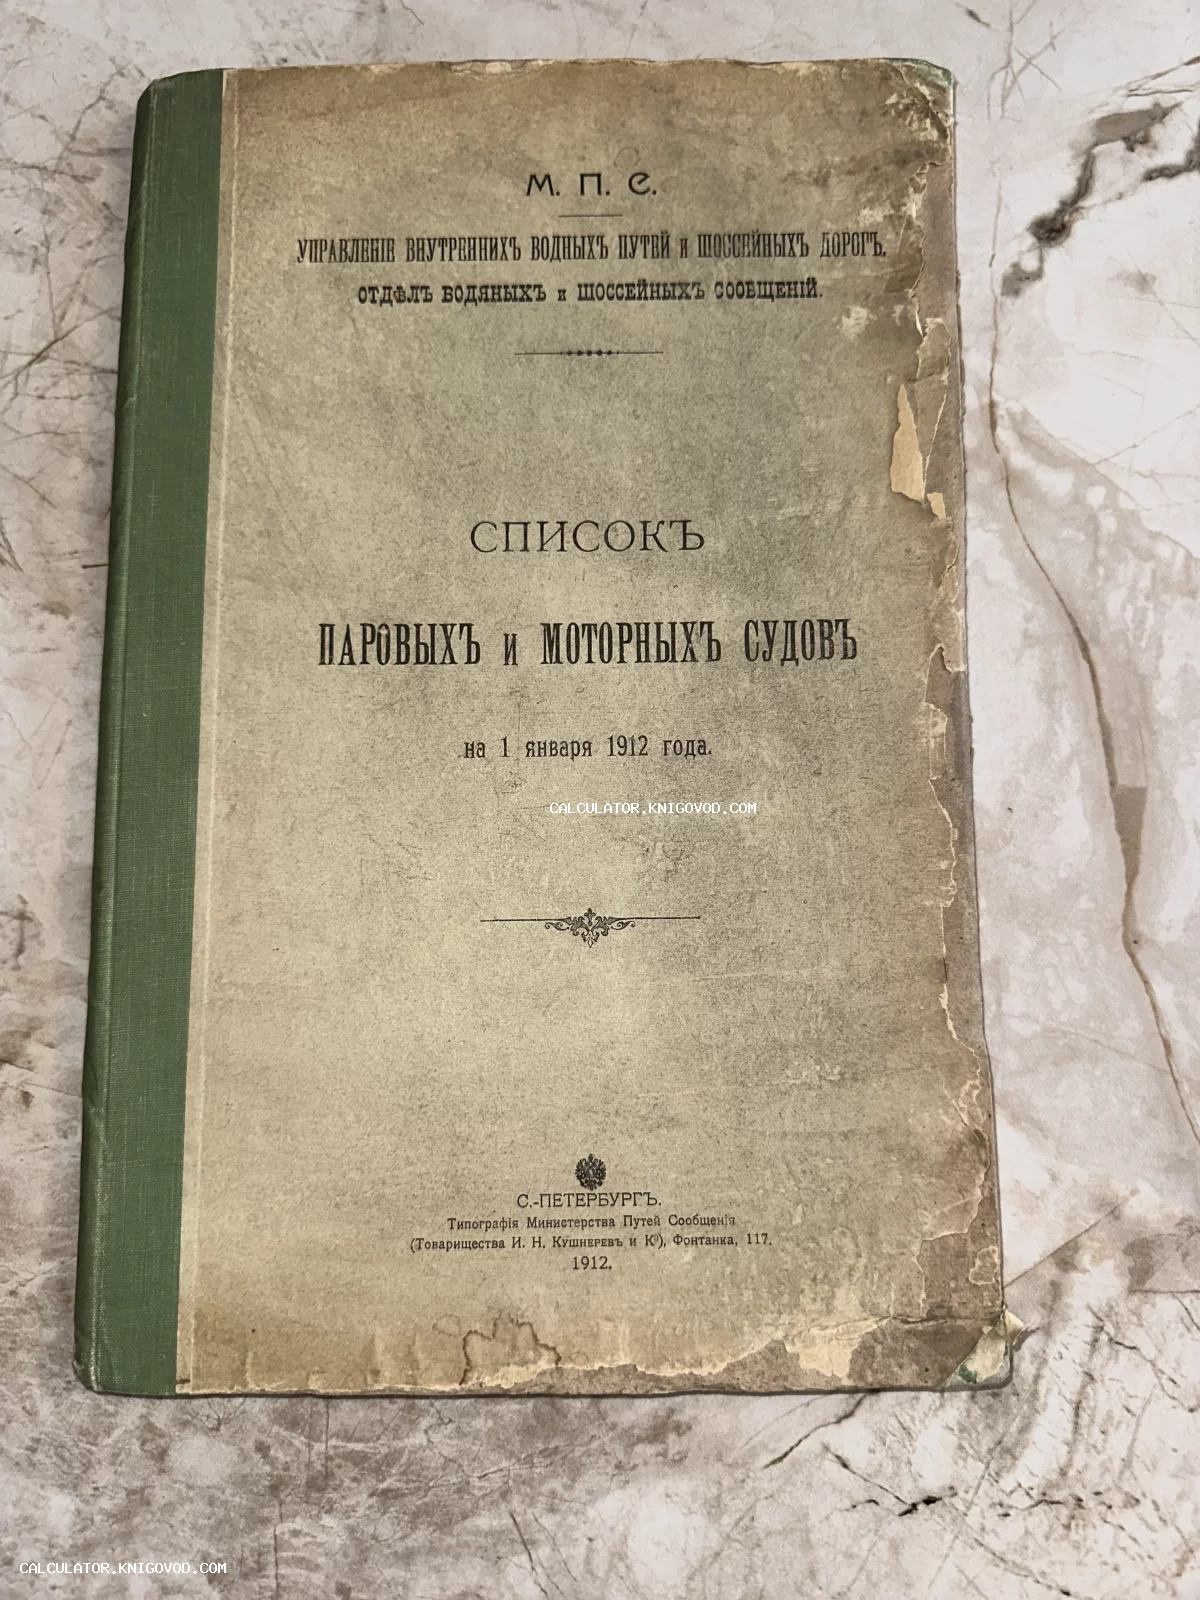 М. П. С.
УПРАВЛЕНІЕ ВНУТРЕННИХЪ ВОДНЫХЪ ПУТЕЙ и ШОССЕЙНЫХЪ ДОРОГЪ.
ОТДѢЛЪ ВОДЯНЫХЪ и ШОССЕЙНЫХЪ СООБЩЕНІЙ.
СПИСОКЪ
ПАРОВЫХЪ и МОТОРНЫХЪ СУДОВЪ
на 1 января 1912 года.
CALCULATOR.KNIGOVOD.COM
С.-ПЕТЕРБУРГЪ.
Типографія Министерства Путей Сообщенія
(Товарищества И. Н. Кушнеревъ и Кº), Фонтанка, 117.
1912.
CALCULATOR.KNIGOVOD.COM